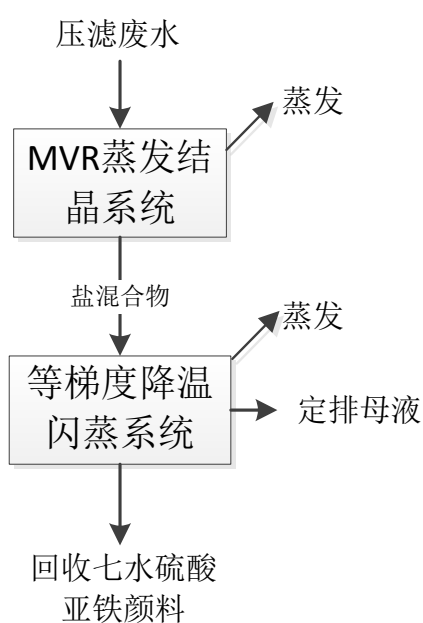 压滤废水
蒸发
MVR蒸发结
晶系统
盐混合物
蒸发
等梯度降温
闪蒸系统
定排母液
回收七水硫酸
亚铁颜料